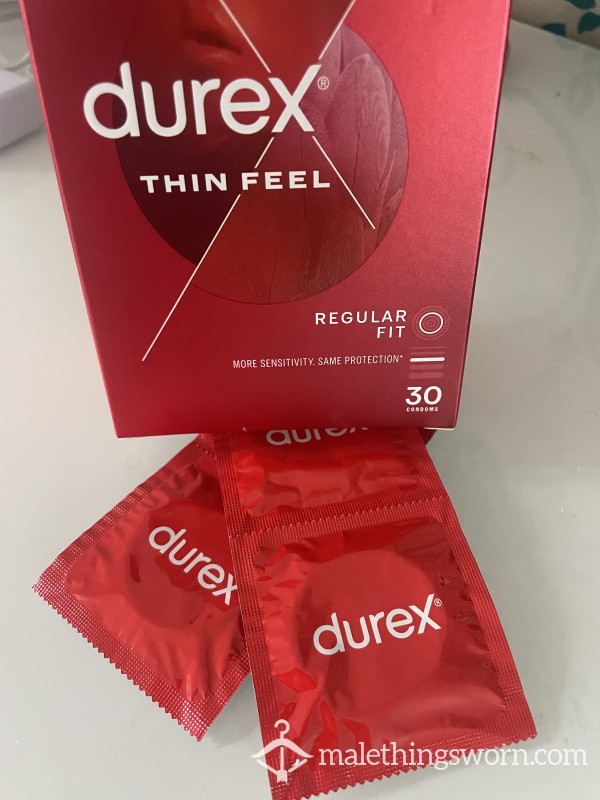 durex®
THIN FEEL
REGULAR
FIT
MORE SENSITIVITY. SAME PROTECTION*
30
CONDOMS
durex
durex
durex®
malethingsworn.com